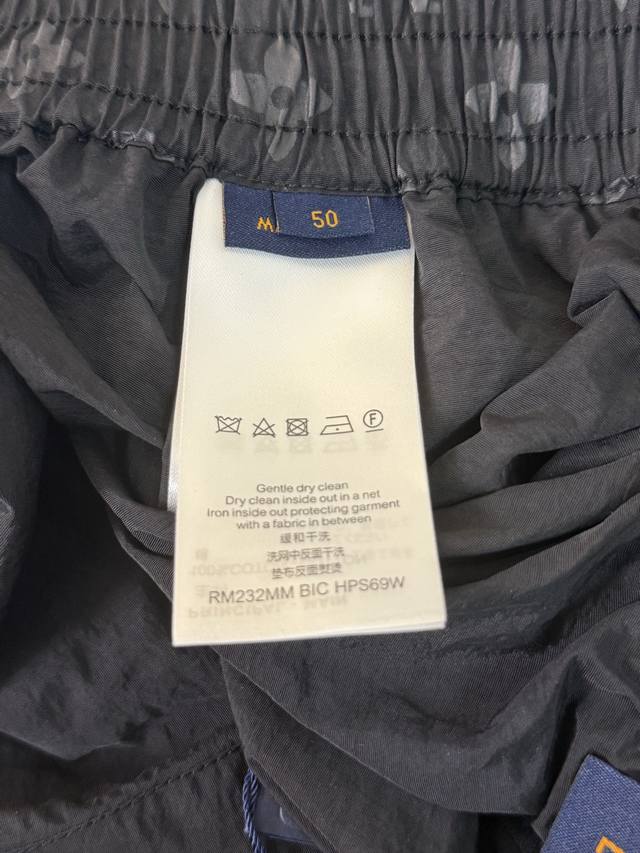 50
F
Gentle dry clean
Dry clean inside out in a net
Iron inside out protecting garment
with a fabric in between
缓和干洗
洗网中反面干洗
垫布反面熨烫
RM232MM BIC HPS69W
PRINCIPAL - MAIN